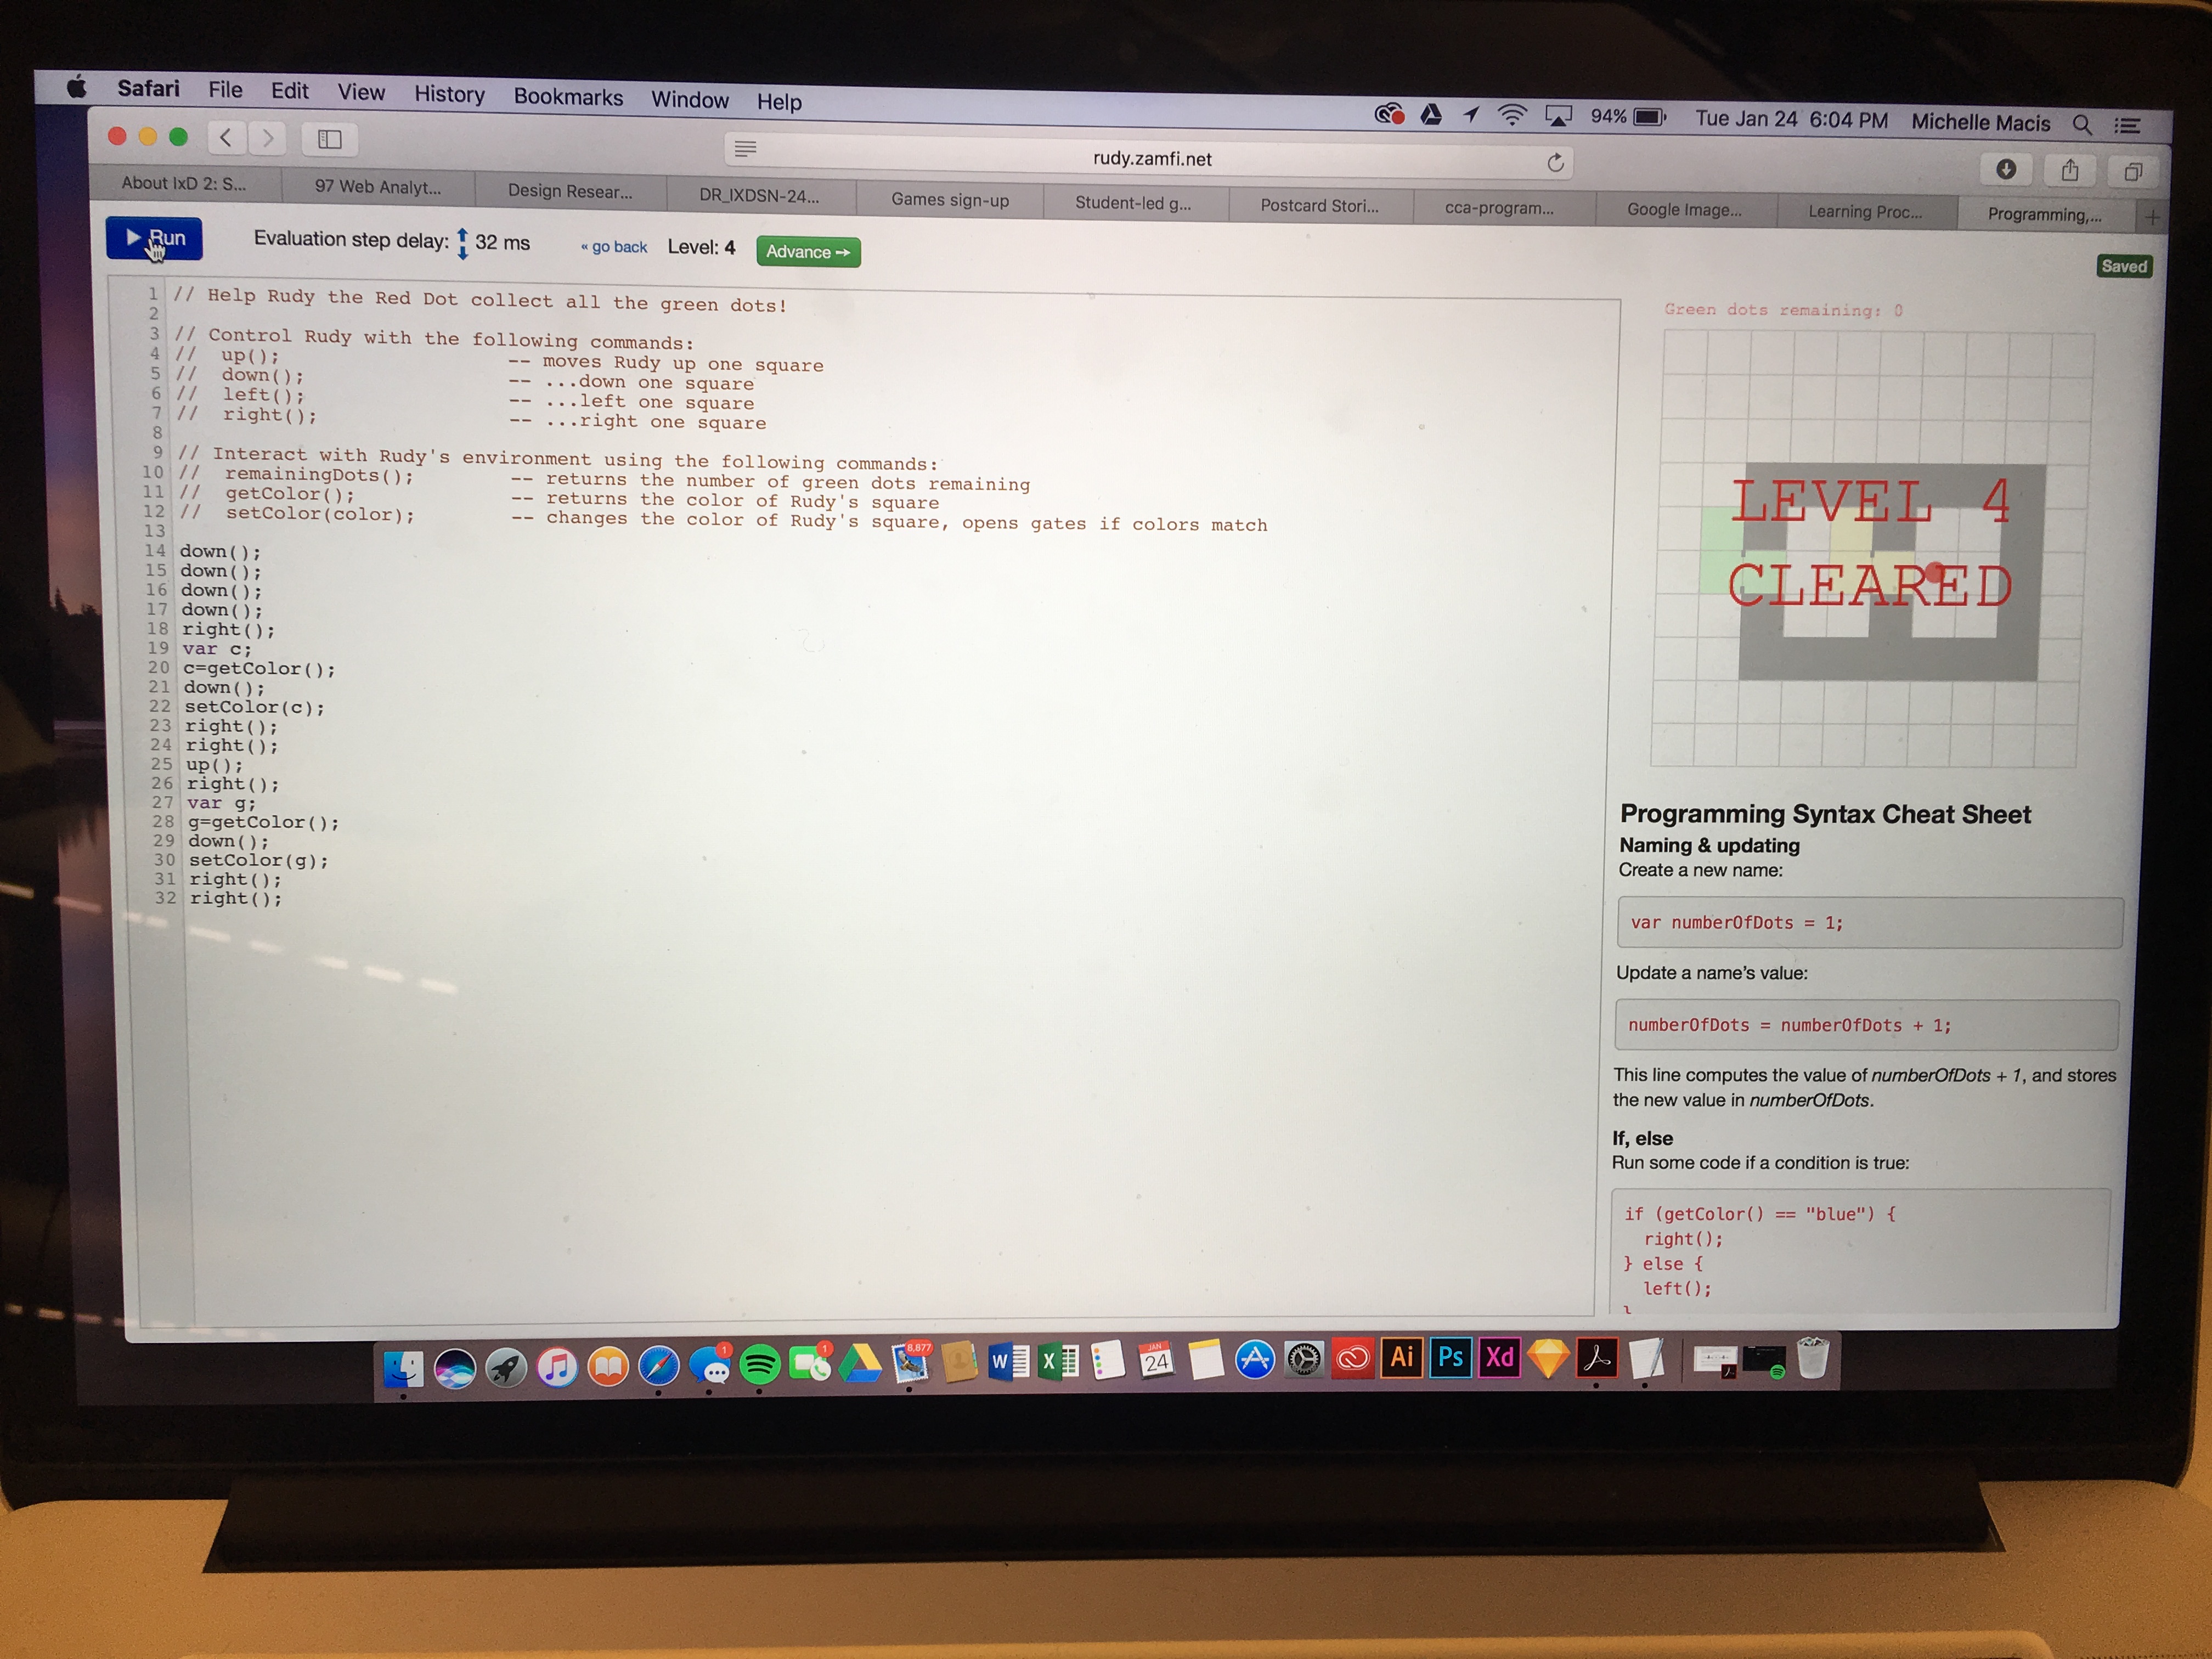 Safari File Edit View History Bookmarks Window Help 94% Tue Jan 24 6:04 PM Michelle Macis
rudy.zamfi.net
About IxD 2: S... 97 Web Analyt... Design Resear... DR_IXDSN-24... Games sign-up Student-led g... Postcard Stori... cca-program... Google Image... Learning Proc... Programming,... +
Run Evaluation step delay: 32 ms « go back Level: 4 Advance →
Saved
1 // Help Rudy the Red Dot collect all the green dots!
2
3 // Control Rudy with the following commands:
4 // up(); -- moves Rudy up one square
5 // down(); -- ...down one square
6 // left(); -- ...left one square
7 // right(); -- ...right one square
8
9 // Interact with Rudy's environment using the following commands:
10 // remainingDots(); -- returns the number of green dots remaining
11 // getColor(); -- returns the color of Rudy's square
12 // setColor(color); -- changes the color of Rudy's square, opens gates if colors match
13
14 down();
15 down();
16 down();
17 down();
18 right();
19 var c;
20 c=getColor();
21 down();
22 setColor(c);
23 right();
24 right();
25 up();
26 right();
27 var g;
28 g=getColor();
29 down();
30 setColor(g);
31 right();
32 right();
Green dots remaining: 0
LEVEL 4
CLEARED
Programming Syntax Cheat Sheet
Naming & updating
Create a new name:
var numberOfDots = 1;
Update a name's value:
numberOfDots = numberOfDots + 1;
This line computes the value of numberOfDots + 1, and stores
the new value in numberOfDots.
If, else
Run some code if a condition is true:
if (getColor() == "blue") {
right();
} else {
left();
}
1 1 8,877 W X JAN 24 Ai Ps Xd